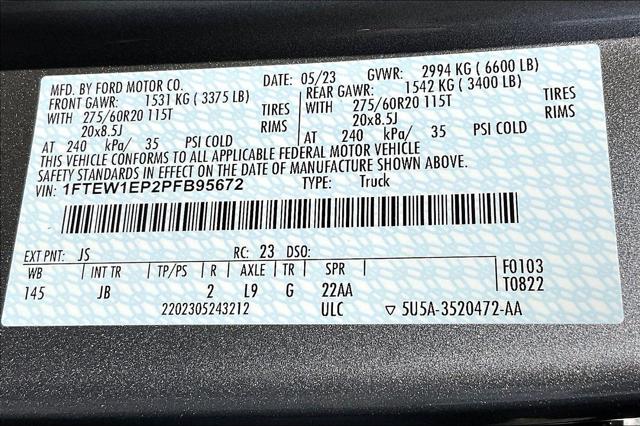 MFD. BY FORD MOTOR CO. DATE: 05/23 GVWR: 2994 KG ( 6600 LB)
FRONT GAWR: 1531 KG ( 3375 LB) REAR GAWR: 1542 KG ( 3400 LB)
WITH 275/60R20 115T TIRES WITH 275/60R20 115T TIRES
20x8.5J RIMS 20x8.5J RIMS
AT 240 kPa/ 35 PSI COLD AT 240 kPa/ 35 PSI COLD
THIS VEHICLE CONFORMS TO ALL APPLICABLE FEDERAL MOTOR VEHICLE
SAFETY STANDARDS IN EFFECT ON THE DATE OF MANUFACTURE SHOWN ABOVE.
VIN: 1FTEW1EP2PFB95672 TYPE: Truck
EXT PNT: JS RC: 23 DSO:
WB INT TR TP/PS R AXLE TR SPR F0103
145 JB 2 L9 G 22AA T0822
2202305243212 ULC ▽ 5U5A-3520472-AA